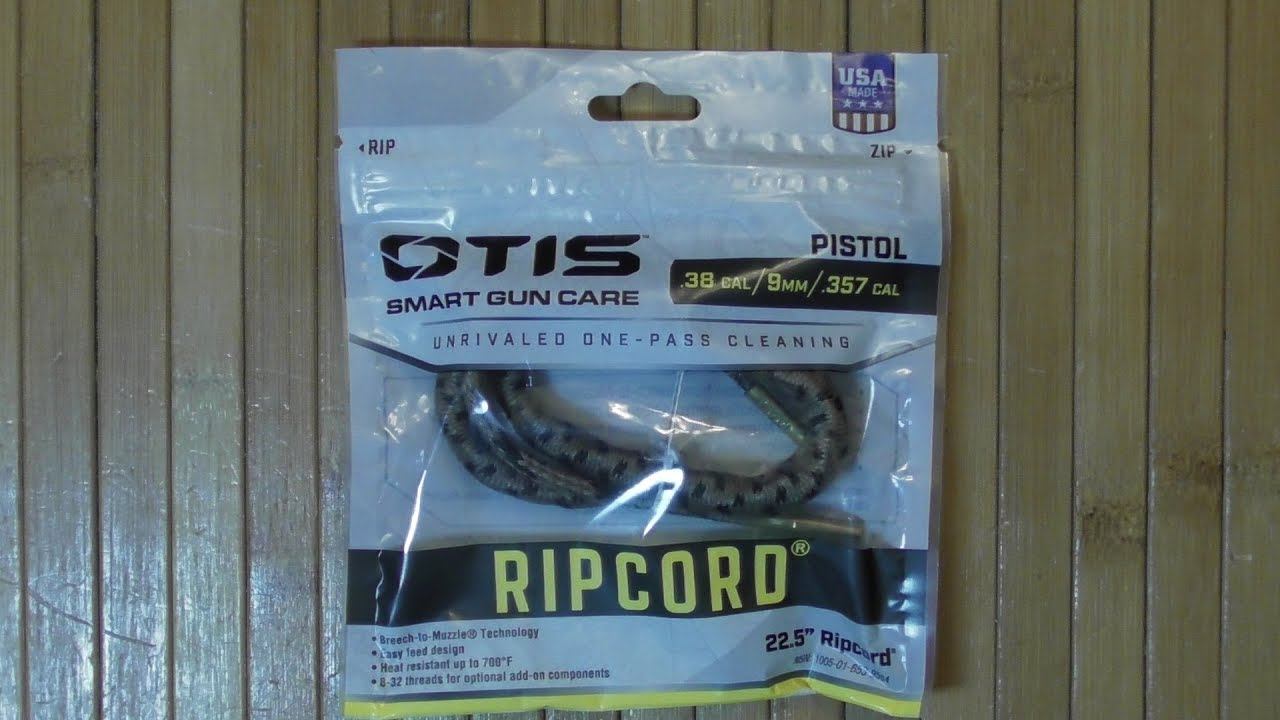 USA
MADE
RIP
ZIP
OTIS™
SMART GUN CARE
PISTOL
.38 CAL/9MM/.357 CAL
UNRIVALED ONE-PASS CLEANING
RIPCORD®
• Breech-to-Muzzle® Technology
• Easy feed design
• Heat resistant up to 700°F
• 8-32 threads for optional add-on components
22.5" Ripcord®